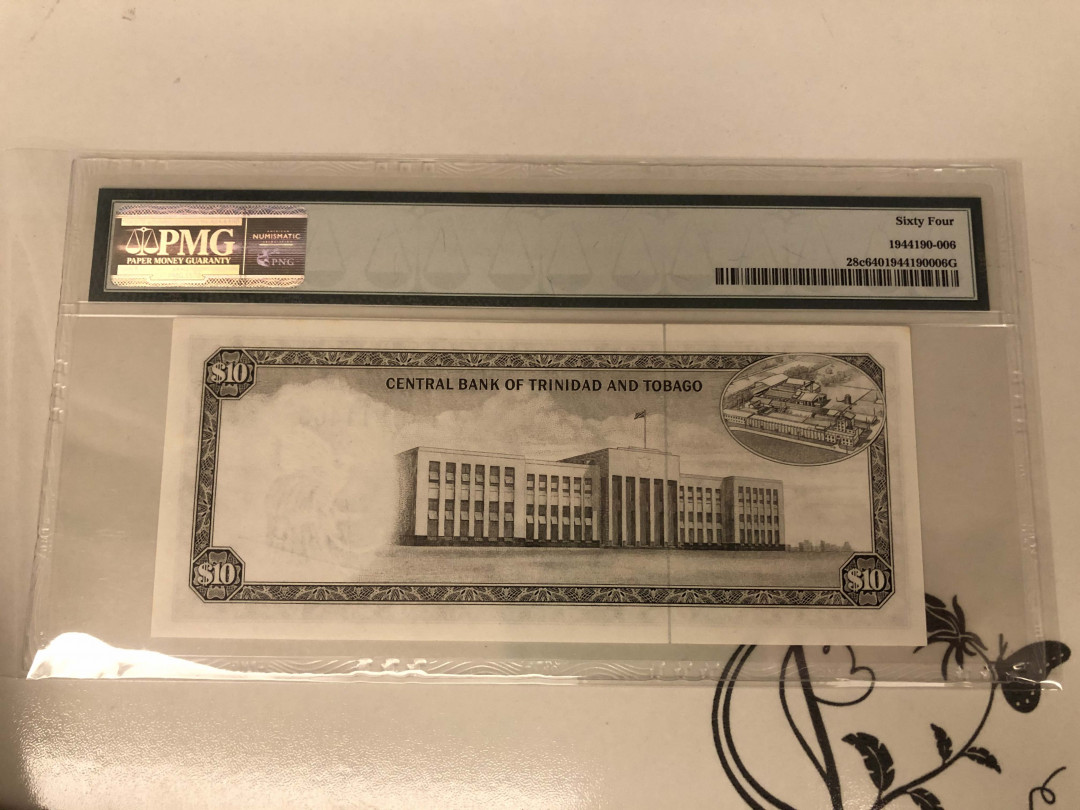 Sixty Four
PMG
PAPER MONEY GUARANTY
NUMISMATIC
PNG
1944190-006
28c6401944190006G
$10
CENTRAL BANK OF TRINIDAD AND TOBAGO
$10
$10